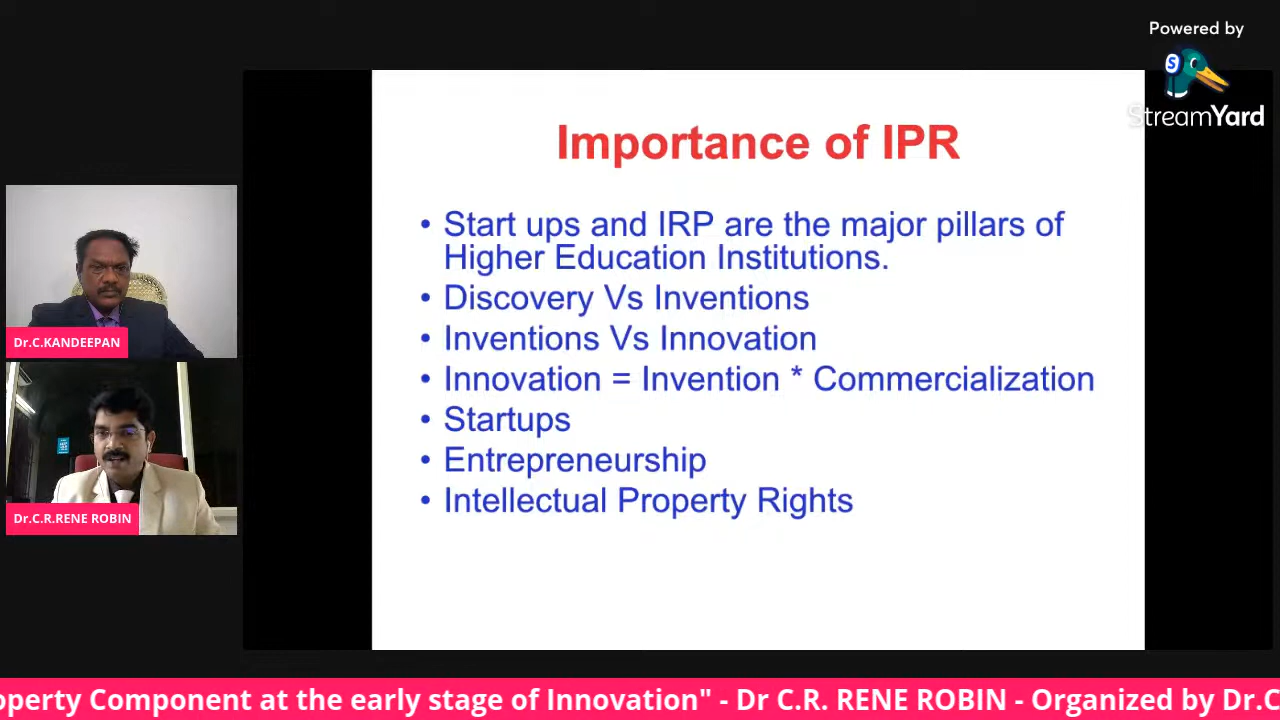 Powered by
StreamYard
Importance of IPR
• Start ups and IRP are the major pillars of
Higher Education Institutions.
• Discovery Vs Inventions
• Inventions Vs Innovation
• Innovation = Invention * Commercialization
• Startups
• Entrepreneurship
• Intellectual Property Rights
Dr.C.KANDEEPAN
Dr.C.R.RENE ROBIN
operty Component at the early stage of Innovation" - Dr C.R. RENE ROBIN - Organized by Dr.C